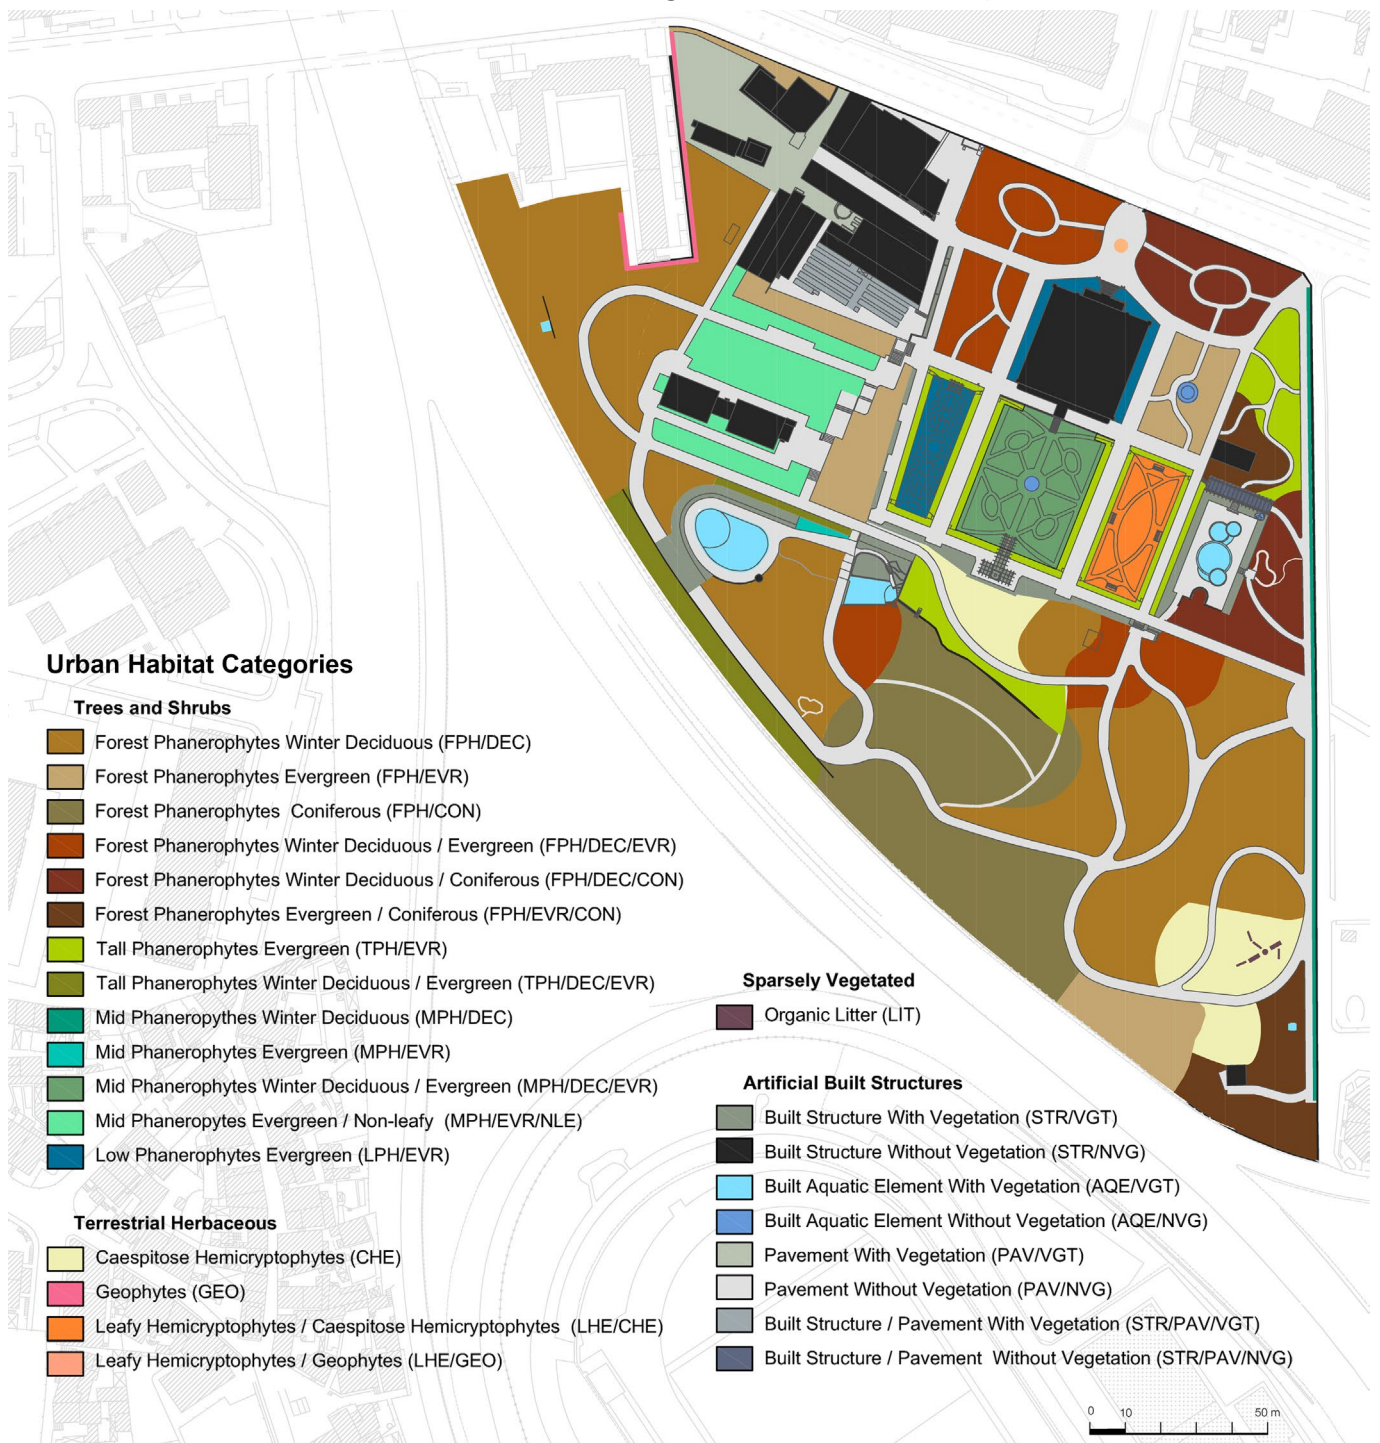 Urban Habitat Categories
Trees and Shrubs
Forest Phanerophytes Winter Deciduous (FPH/DEC)
Forest Phanerophytes Evergreen (FPH/EVR)
Forest Phanerophytes Coniferous (FPH/CON)
Forest Phanerophytes Winter Deciduous / Evergreen (FPH/DEC/EVR)
Forest Phanerophytes Winter Deciduous / Coniferous (FPH/DEC/CON)
Forest Phanerophytes Evergreen / Coniferous (FPH/EVR/CON)
Tall Phanerophytes Evergreen (TPH/EVR)
Tall Phanerophytes Winter Deciduous / Evergreen (TPH/DEC/EVR)
Mid Phaneropythes Winter Deciduous (MPH/DEC)
Mid Phanerophytes Evergreen (MPH/EVR)
Mid Phanerophytes Winter Deciduous / Evergreen (MPH/DEC/EVR)
Mid Phaneropytes Evergreen / Non-leafy (MPH/EVR/NLE)
Low Phanerophytes Evergreen (LPH/EVR)
Terrestrial Herbaceous
Caespitose Hemicryptophytes (CHE)
Geophytes (GEO)
Leafy Hemicryptophytes / Caespitose Hemicryptophytes (LHE/CHE)
Leafy Hemicryptophytes / Geophytes (LHE/GEO)
Sparsely Vegetated
Organic Litter (LIT)
Artificial Built Structures
Built Structure With Vegetation (STR/VGT)
Built Structure Without Vegetation (STR/NVG)
Built Aquatic Element With Vegetation (AQE/VGT)
Built Aquatic Element Without Vegetation (AQE/NVG)
Pavement With Vegetation (PAV/VGT)
Pavement Without Vegetation (PAV/NVG)
Built Structure / Pavement With Vegetation (STR/PAV/VGT)
Built Structure / Pavement Without Vegetation (STR/PAV/NVG)
0 10 50 m